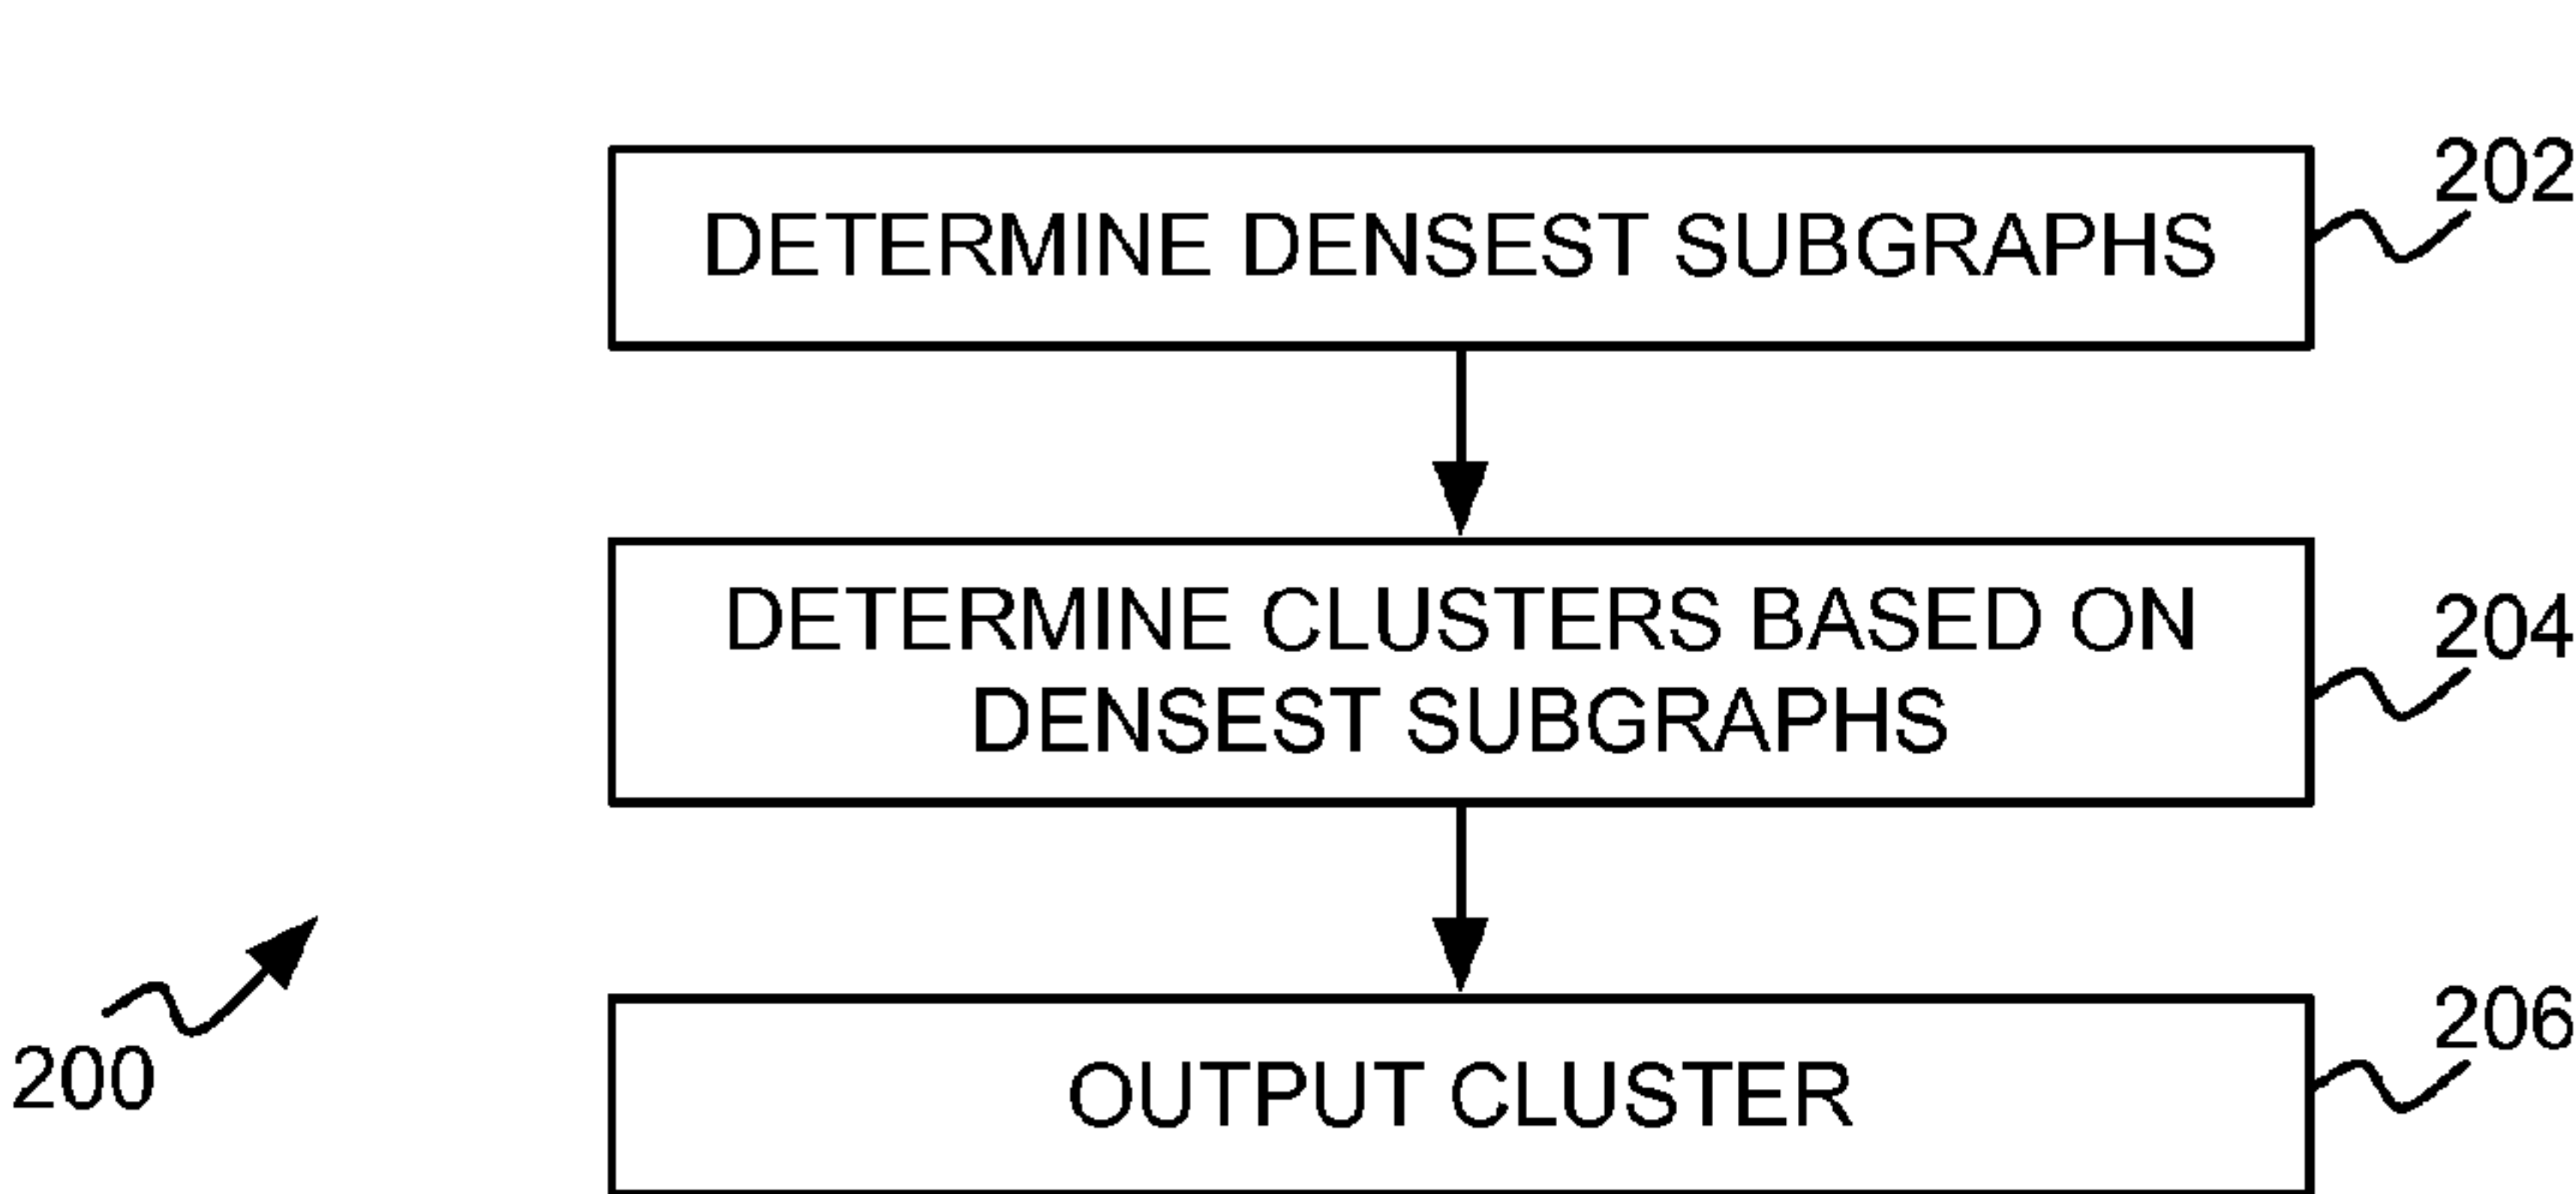 202
DETERMINE DENSEST SUBGRAPHS
204
DETERMINE CLUSTERS BASED ON
DENSEST SUBGRAPHS
206
OUTPUT CLUSTER
200